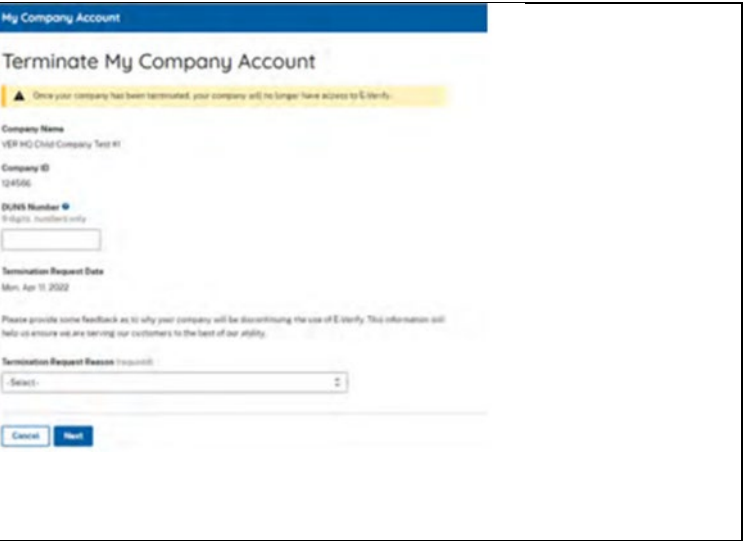 My Company Account
Terminate My Company Account
Once your company has been terminated, your company will no longer have access to E-Verify.
Company Name
VER HQ Child Company Test #1
Company ID
124566
DUNS Number
9 digits, numbers only
Termination Request Date
Mon, Apr 11, 2022
Please provide some feedback as to why your company will be discontinuing the use of E-Verify. This information will
help us ensure we are serving our customers to the best of our ability.
Termination Request Reason (required)
-Select-
Cancel Next